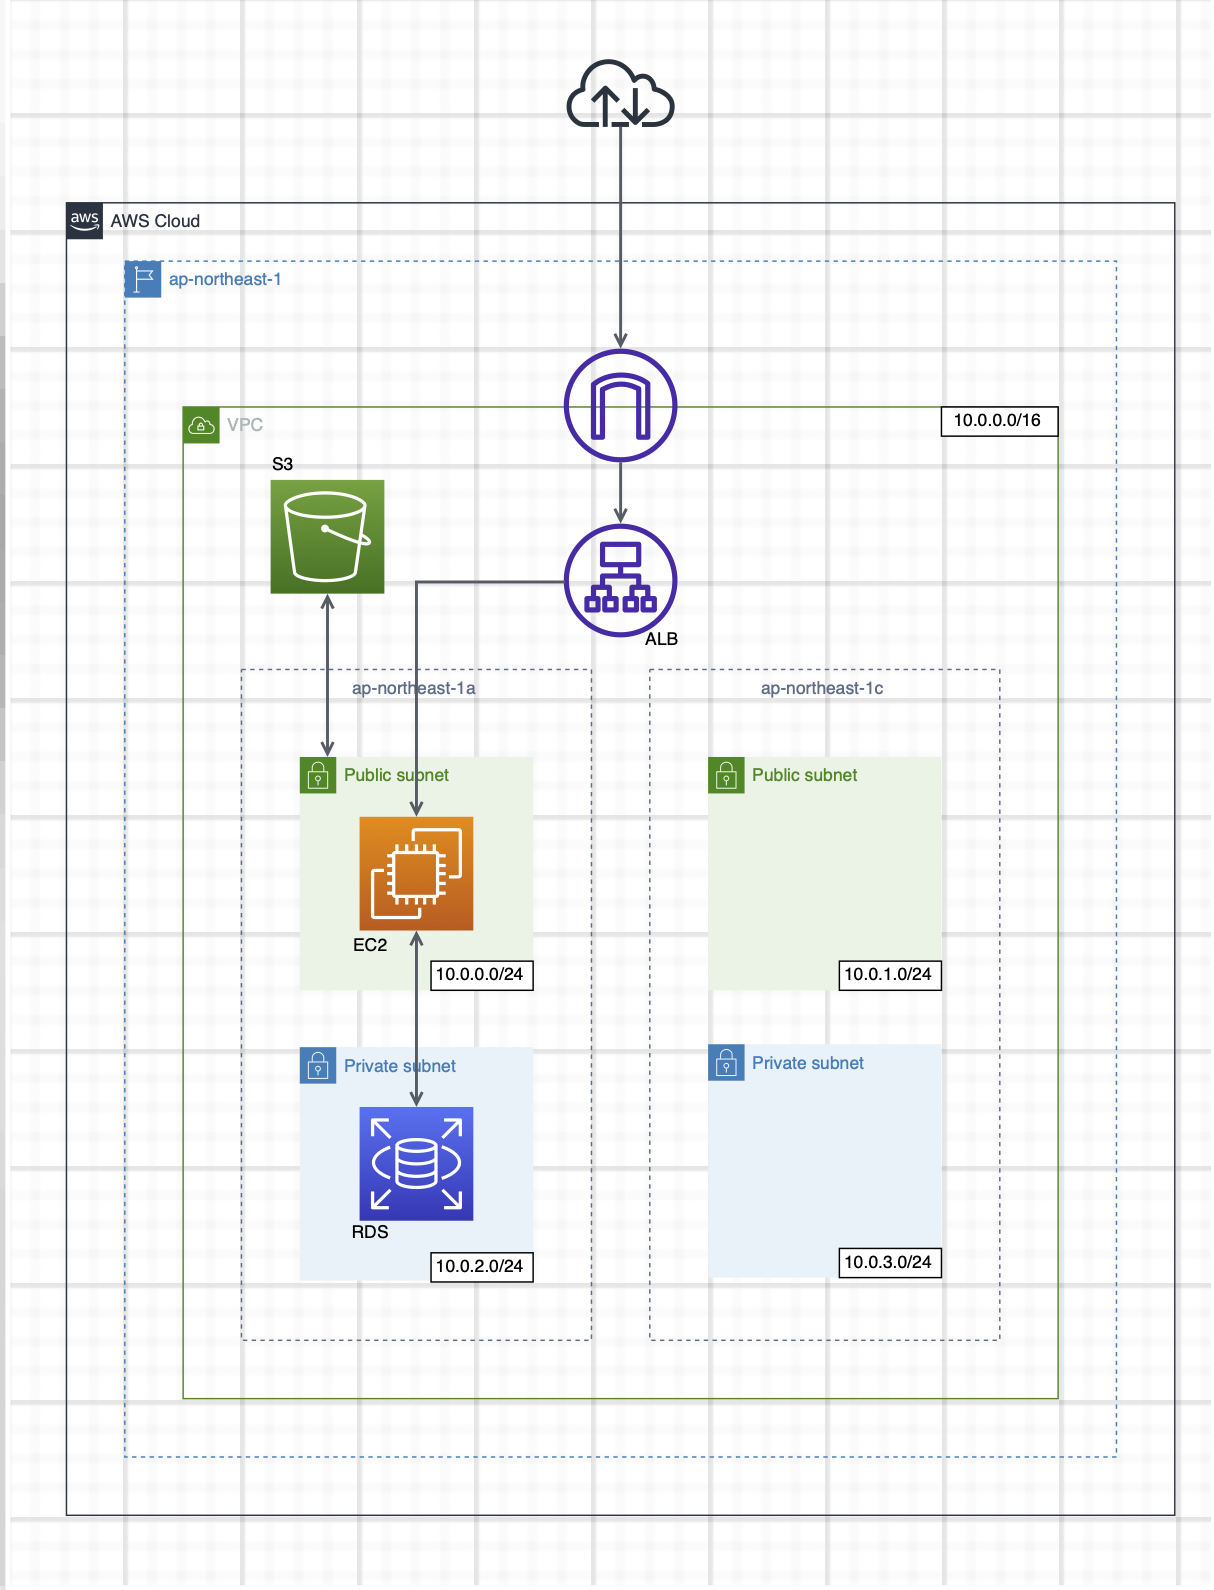 aws
AWS Cloud
ap-northeast-1
VPC
10.0.0.0/16
S3
ALB
ap-northeast-1a
ap-northeast-1c
Public subnet
Public subnet
EC2
10.0.0.0/24
10.0.1.0/24
Private subnet
Private subnet
RDS
10.0.2.0/24
10.0.3.0/24